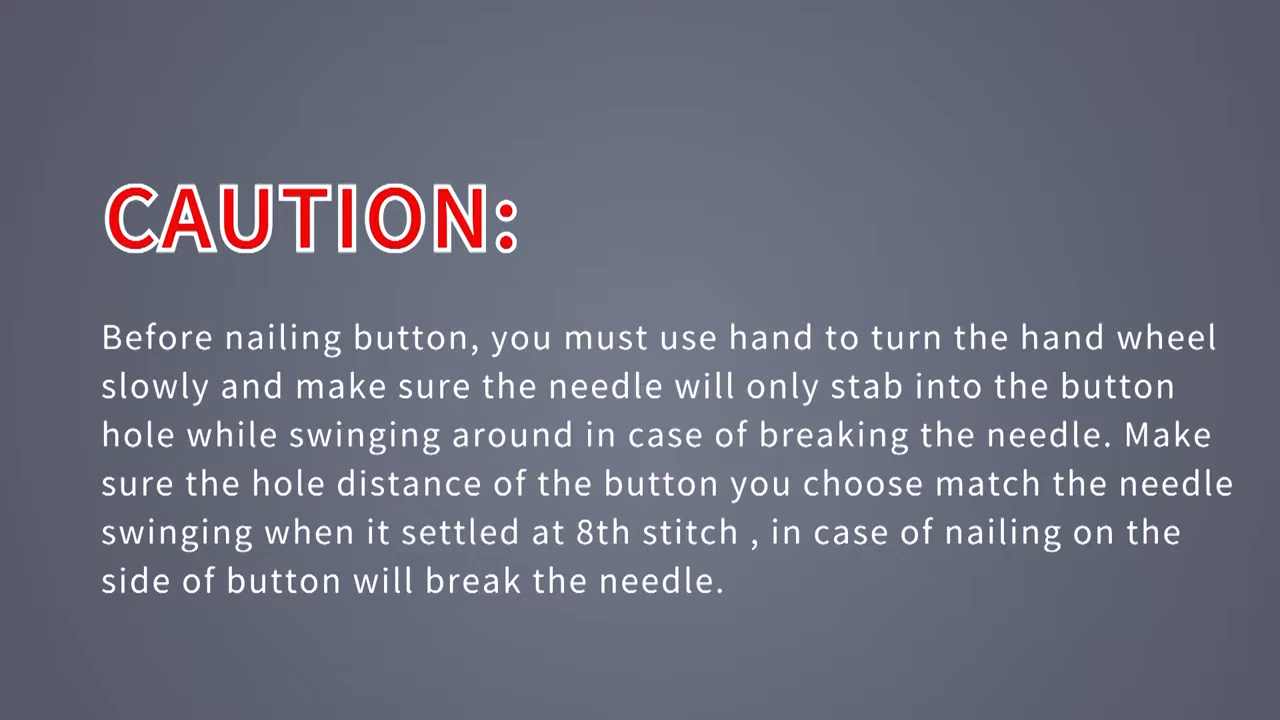 CAUTION:
Before nailing button, you must use hand to turn the hand wheel
slowly and make sure the needle will only stab into the button
hole while swinging around in case of breaking the needle. Make
sure the hole distance of the button you choose match the needle
swinging when it settled at 8th stitch , in case of nailing on the
side of button will break the needle.